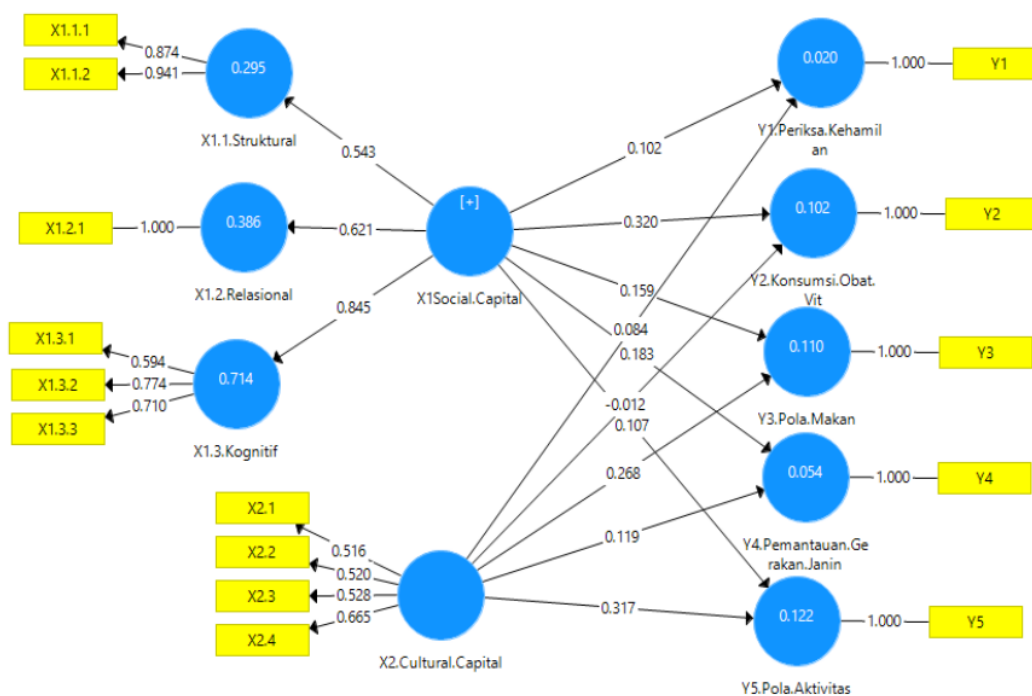 X1.1.1
0.874
X1.1.2
0.941
0.295
X1.1.Struktural
0.543
0.020
1.000
Y1
Y1.Periksa.Kehamil
an
0.102
X1.2.1
1.000
0.386
X1.2.Relasional
0.621
[+]
X1Social.Capital
0.320
0.102
1.000
Y2
Y2.Konsumsi.Obat.
Vit
0.845
0.159
X1.3.1
0.594
X1.3.2
0.774
X1.3.3
0.710
0.714
X1.3.Kognitif
0.084
0.183
0.110
1.000
Y3
Y3.Pola.Makan
-0.012
0.107
0.268
0.054
1.000
Y4
Y4.Pemantauan.Ge
rakan.Janin
0.119
X2.1
0.516
X2.2
0.520
X2.3
0.528
X2.4
0.665
X2.Cultural.Capital
0.317
0.122
1.000
Y5
Y5.Pola.Aktivitas